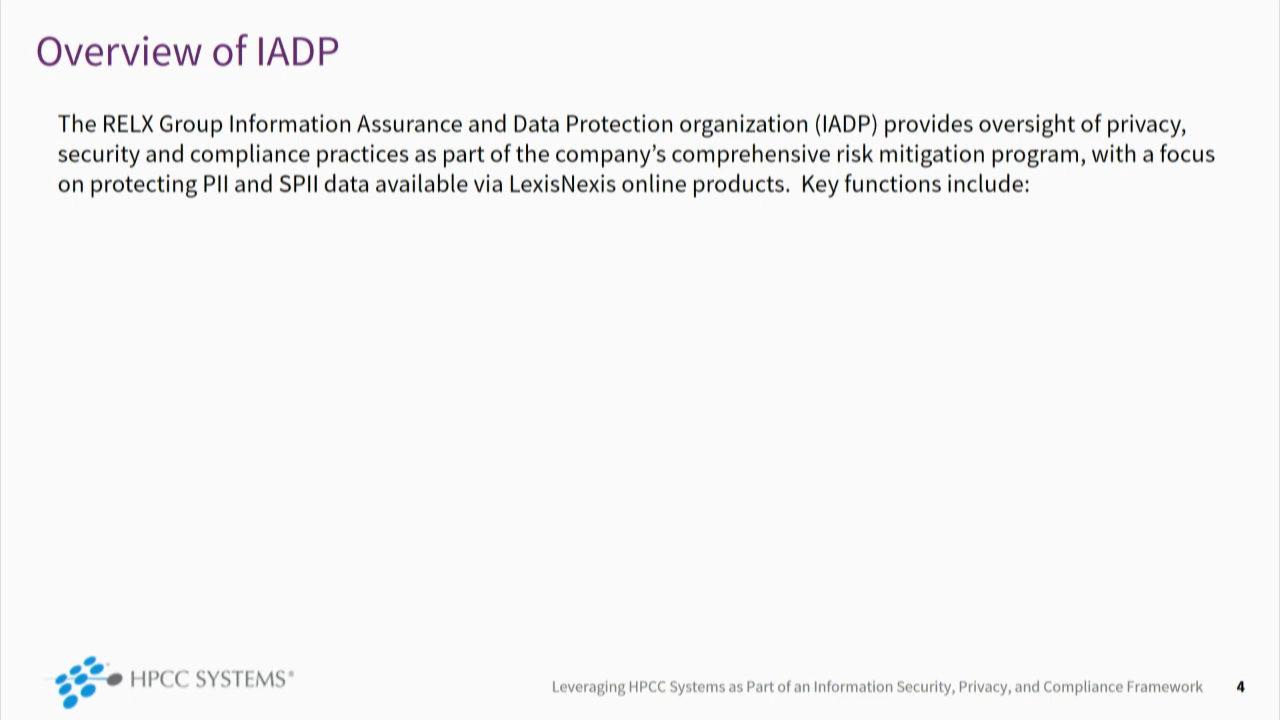 Overview of IADP
The RELX Group Information Assurance and Data Protection organization (IADP) provides oversight of privacy,
security and compliance practices as part of the company’s comprehensive risk mitigation program, with a focus
on protecting PII and SPII data available via LexisNexis online products.  Key functions include:
HPCC SYSTEMS®
Leveraging HPCC Systems as Part of an Information Security, Privacy, and Compliance Framework 4